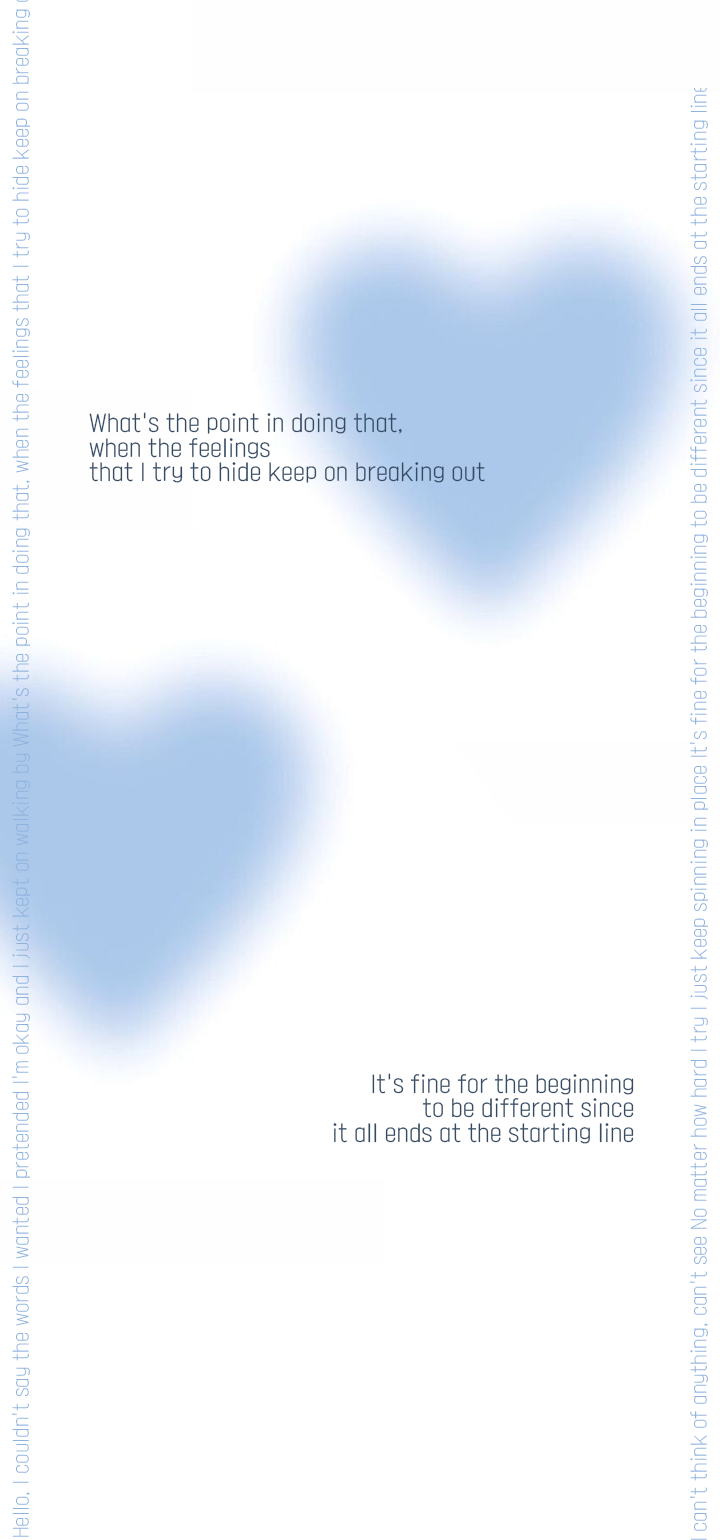 Hello, I couldn't say the words I wanted I pretended I'm okay and I just kept on walking by What's the point in doing that, when the feelings that I try to hide keep on breaking
What's the point in doing that,
when the feelings
that I try to hide keep on breaking out
It's fine for the beginning
to be different since
it all ends at the starting line
I can't think of anything, can't see No matter how hard I try I just keep spinning in place It's fine for the beginning to be different since it all ends at the starting line